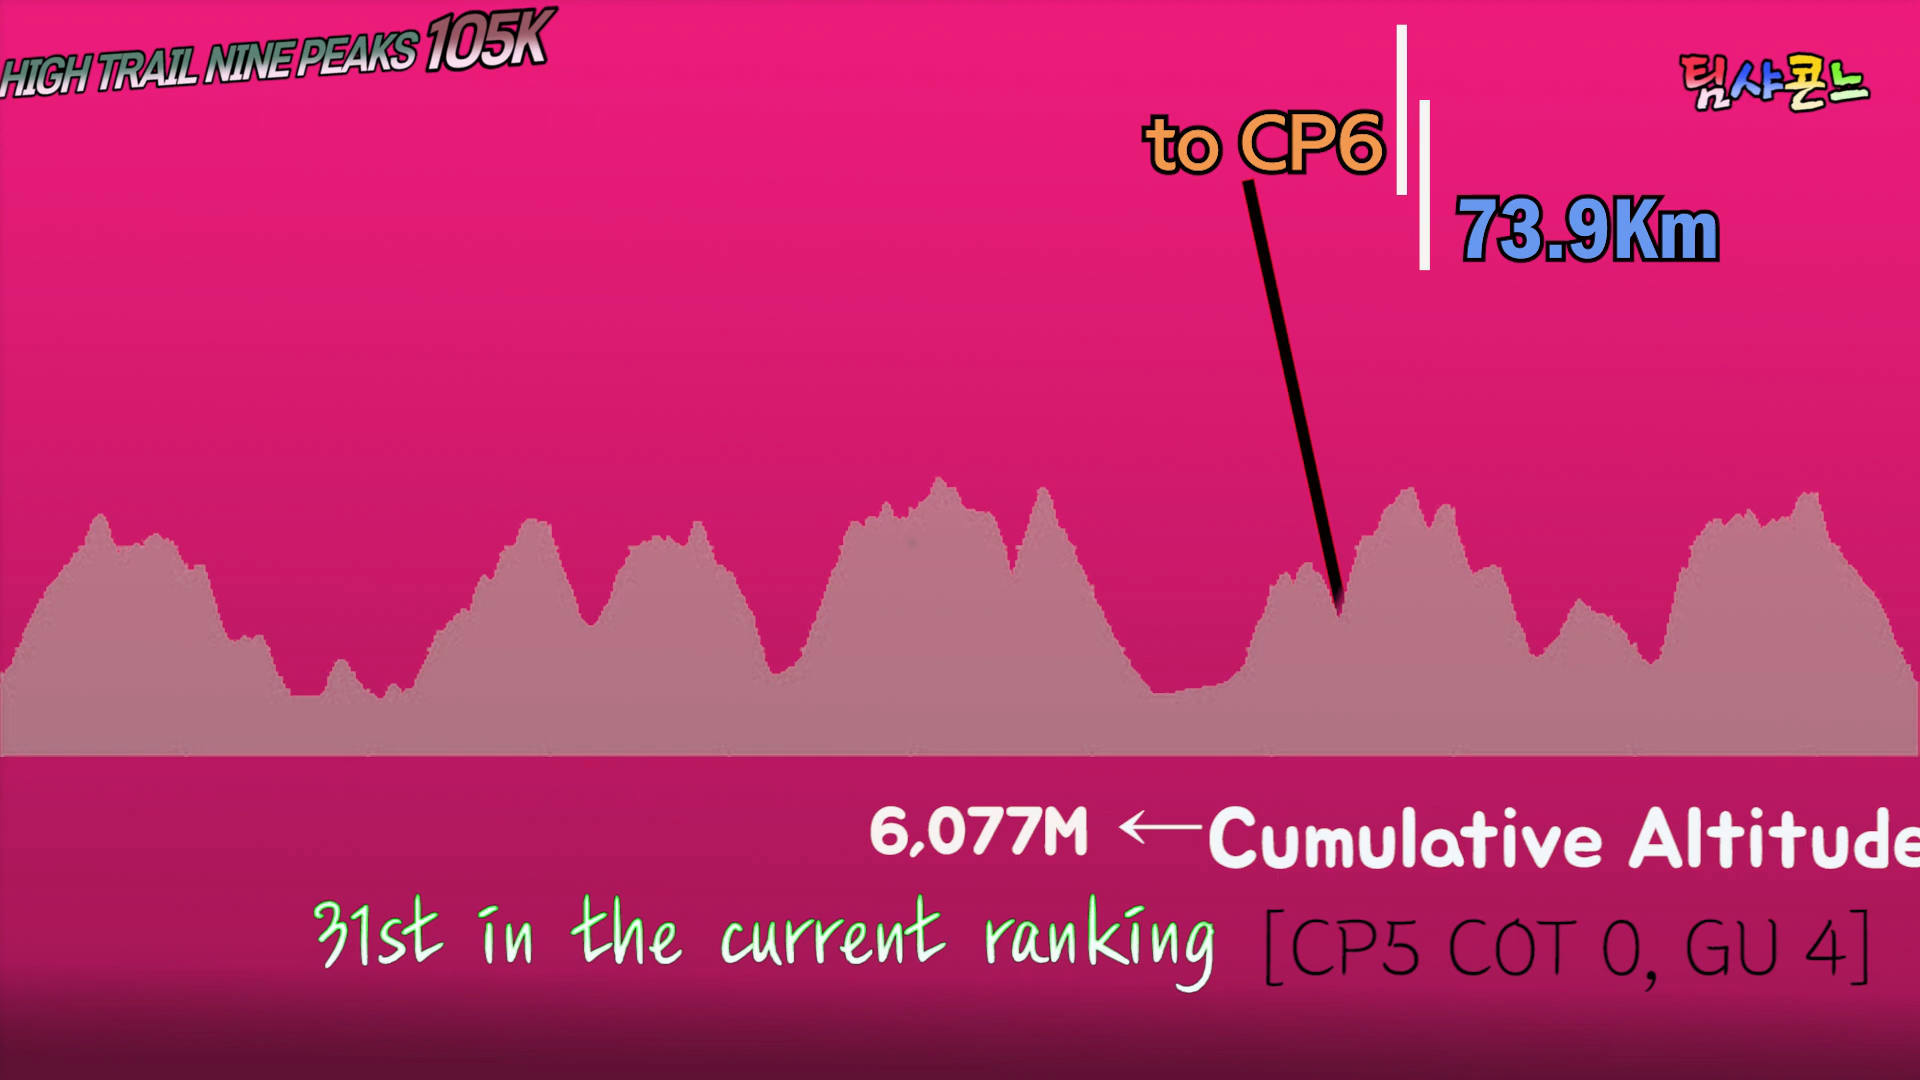 HIGH TRAIL NINE PEAKS 105K
팀샤콘느
to CP6
73.9Km
6,077M ←Cumulative Altitude
31st in the current ranking [CP5 COT 0, GU 4]